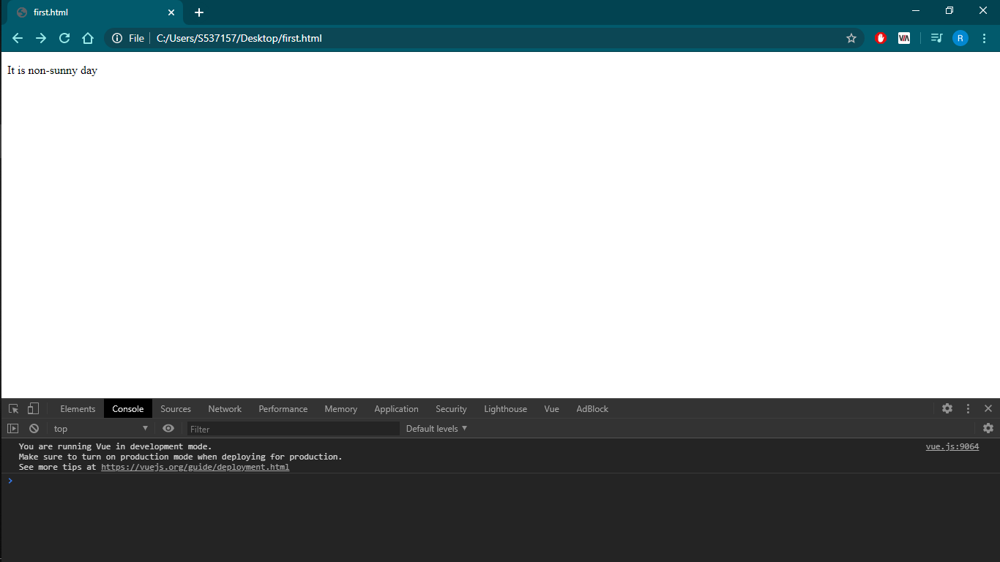 first.html
File C:/Users/S537157/Desktop/first.html VIA R
It is non-sunny day
Elements Console Sources Network Performance Memory Application Security Lighthouse Vue AdBlock
top Filter Default levels
You are running Vue in development mode. vue.js:9064
Make sure to turn on production mode when deploying for production.
See more tips at https://vuejs.org/guide/deployment.html